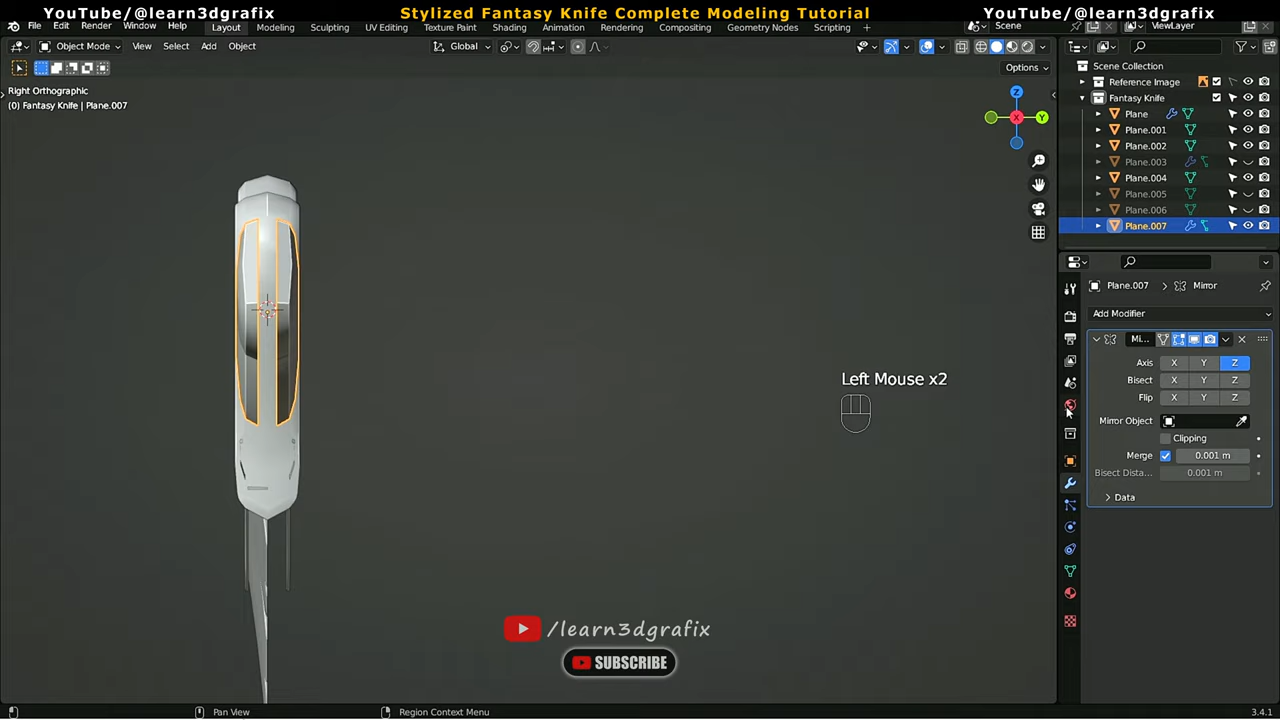 YouTube/@learn3dgrafix
Stylized Fantasy Knife Complete Modeling Tutorial
YouTube/@learn3dgrafix
File Edit Render Window Help
Layout Modeling Sculpting UV Editing Texture Paint Shading Animation Rendering Compositing Geometry Nodes Scripting +
Scene
ViewLayer
Object Mode View Select Add Object
Global
Options
Right Orthographic
(0) Fantasy Knife | Plane.007
Z
X
Y
Scene Collection
Reference Image
Fantasy Knife
Plane
Plane.001
Plane.002
Plane.003
Plane.004
Plane.005
Plane.006
Plane.007
Plane.007 > Mirror
Add Modifier
Mi...
Axis X Y Z
Bisect X Y Z
Flip X Y Z
Mirror Object
Clipping
Merge 0.001 m
Bisect Dista... 0.001 m
Data
Left Mouse x2
/learn3dgrafix
SUBSCRIBE
Pan View
Region Context Menu
3.4.1